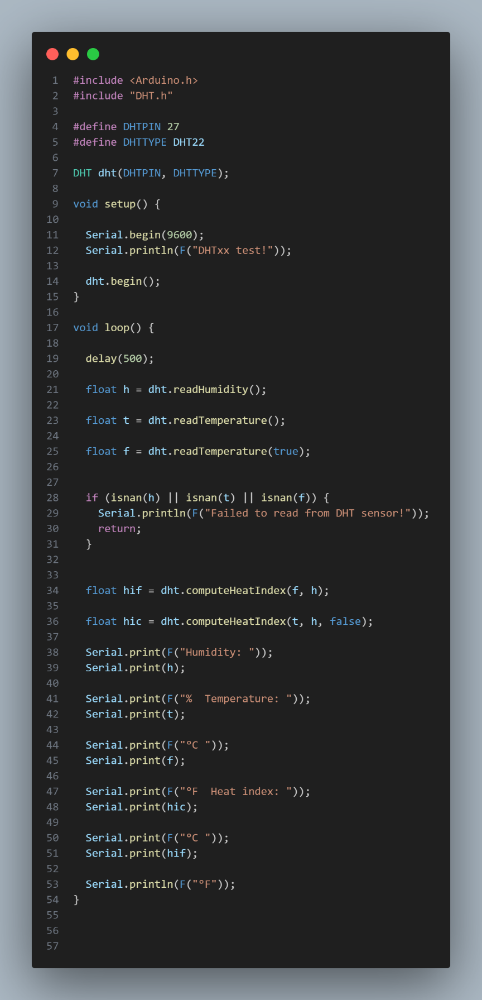 1 #include <Arduino.h>
2 #include "DHT.h"
3
4 #define DHTPIN 27
5 #define DHTTYPE DHT22
6
7 DHT dht(DHTPIN, DHTTYPE);
8
9 void setup() {
10
11   Serial.begin(9600);
12   Serial.println(F("DHTxx test!"));
13
14   dht.begin();
15 }
16
17 void loop() {
18
19   delay(500);
20
21   float h = dht.readHumidity();
22
23   float t = dht.readTemperature();
24
25   float f = dht.readTemperature(true);
26
27
28   if (isnan(h) || isnan(t) || isnan(f)) {
29     Serial.println(F("Failed to read from DHT sensor!"));
30     return;
31   }
32
33
34   float hif = dht.computeHeatIndex(f, h);
35
36   float hic = dht.computeHeatIndex(t, h, false);
37
38   Serial.print(F("Humidity: "));
39   Serial.print(h);
40
41   Serial.print(F("%  Temperature: "));
42   Serial.print(t);
43
44   Serial.print(F("°C "));
45   Serial.print(f);
46
47   Serial.print(F("°F  Heat index: "));
48   Serial.print(hic);
49
50   Serial.print(F("°C "));
51   Serial.print(hif);
52
53   Serial.println(F("°F"));
54 }
55
56
57